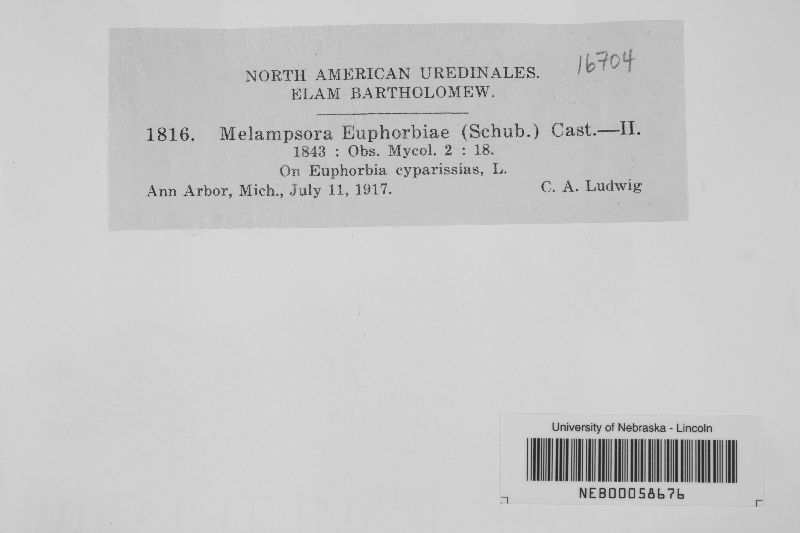 16704
NORTH AMERICAN UREDINALES.
ELAM BARTHOLOMEW.
1816. Melampsora Euphorbiae (Schub.) Cast.—II.
1843 : Obs. Mycol. 2 : 18.
On Euphorbia cyparissias, L.
Ann Arbor, Mich., July 11, 1917. C. A. Ludwig
University of Nebraska - Lincoln
NEB00058676